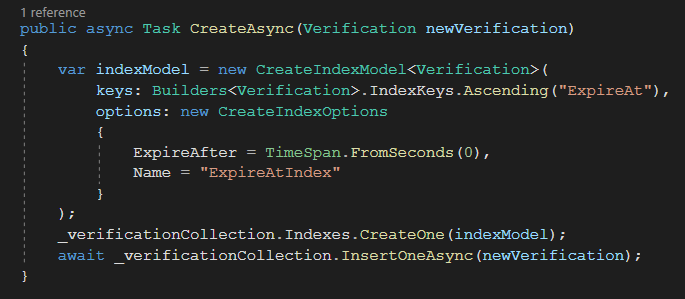 1 reference
public async Task CreateAsync(Verification newVerification)
{
    var indexModel = new CreateIndexModel<Verification>(
        keys: Builders<Verification>.IndexKeys.Ascending("ExpireAt"),
        options: new CreateIndexOptions
        {
            ExpireAfter = TimeSpan.FromSeconds(0),
            Name = "ExpireAtIndex"
        }
    );
    _verificationCollection.Indexes.CreateOne(indexModel);
    await _verificationCollection.InsertOneAsync(newVerification);
}